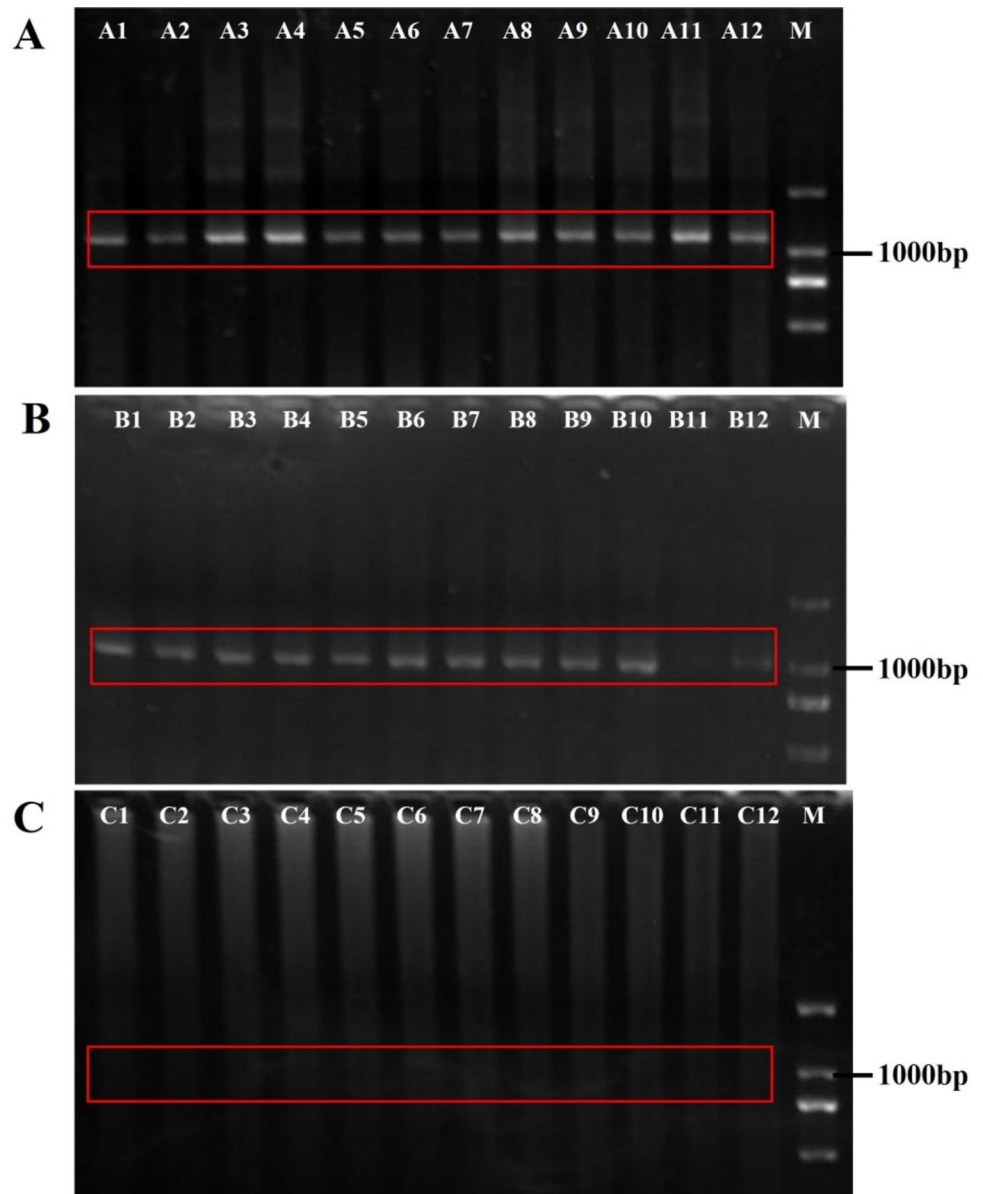 A
A1 A2 A3 A4 A5 A6 A7 A8 A9 A10 A11 A12 M
1000bp
B
B1 B2 B3 B4 B5 B6 B7 B8 B9 B10 B11 B12 M
1000bp
C
C1 C2 C3 C4 C5 C6 C7 C8 C9 C10 C11 C12 M
1000bp